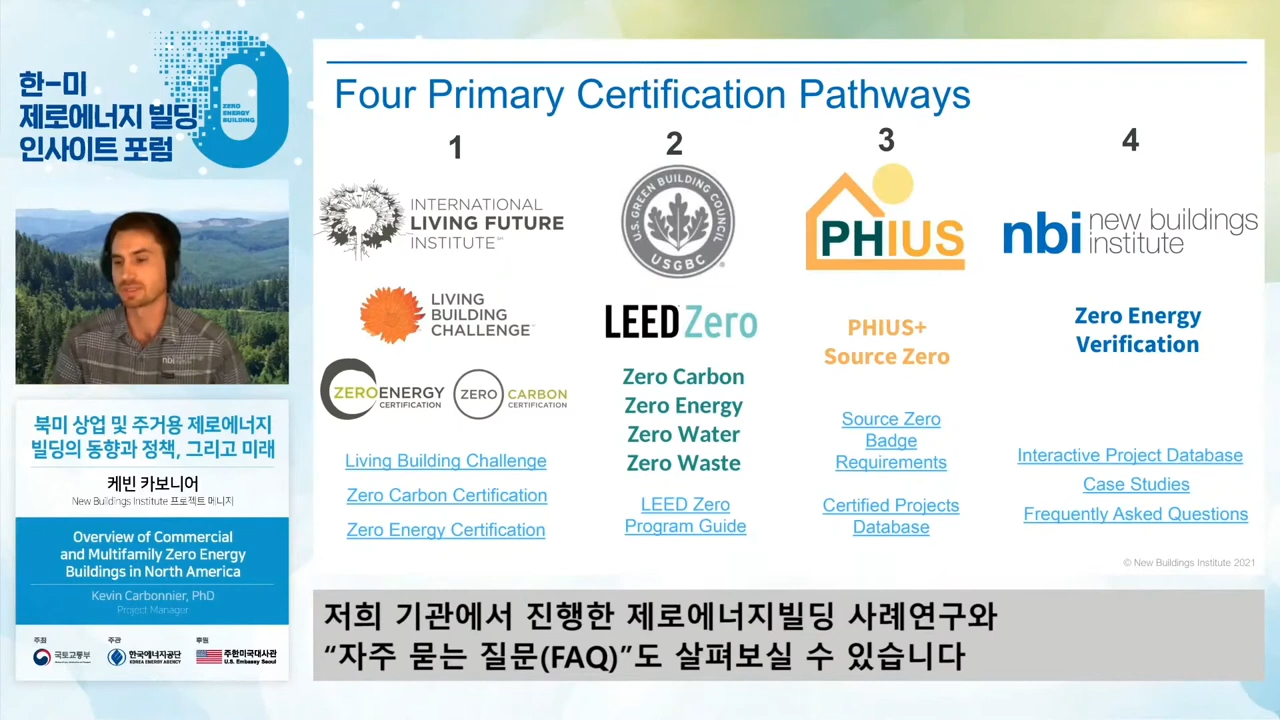 한-미
제로에너지 빌딩
인사이트 포럼
ZERO
ENERGY
BUILDING
nbi
북미 상업 및 주거용 제로에너지
빌딩의 동향과 정책, 그리고 미래
케빈 카보니어
New Buildings Institute 프로젝트 매니저
Overview of Commercial
and Multifamily Zero Energy
Buildings in North America
Kevin Carbonnier, PhD
Project Manager
주최
국토교통부
주관
한국에너지공단
KOREA ENERGY AGENCY
후원
주한미국대사관
U.S. Embassy Seoul
Four Primary Certification Pathways
1
INTERNATIONAL
LIVING FUTURE
INSTITUTE
LIVING
BUILDING
CHALLENGE
ZEROENERGY
CERTIFICATION
ZERO
CARBON
CERTIFICATION
Living Building Challenge
Zero Carbon Certification
Zero Energy Certification
2
U.S. GREEN BUILDING COUNCIL
USGBC
LEED Zero
Zero Carbon
Zero Energy
Zero Water
Zero Waste
LEED Zero
Program Guide
3
PHIUS
PHIUS+
Source Zero
Source Zero
Badge
Requirements
Certified Projects
Database
4
nbi new buildings
institute
Zero Energy
Verification
Interactive Project Database
Case Studies
Frequently Asked Questions
© New Buildings Institute 2021
저희 기관에서 진행한 제로에너지빌딩 사례연구와
“자주 묻는 질문(FAQ)”도 살펴보실 수 있습니다